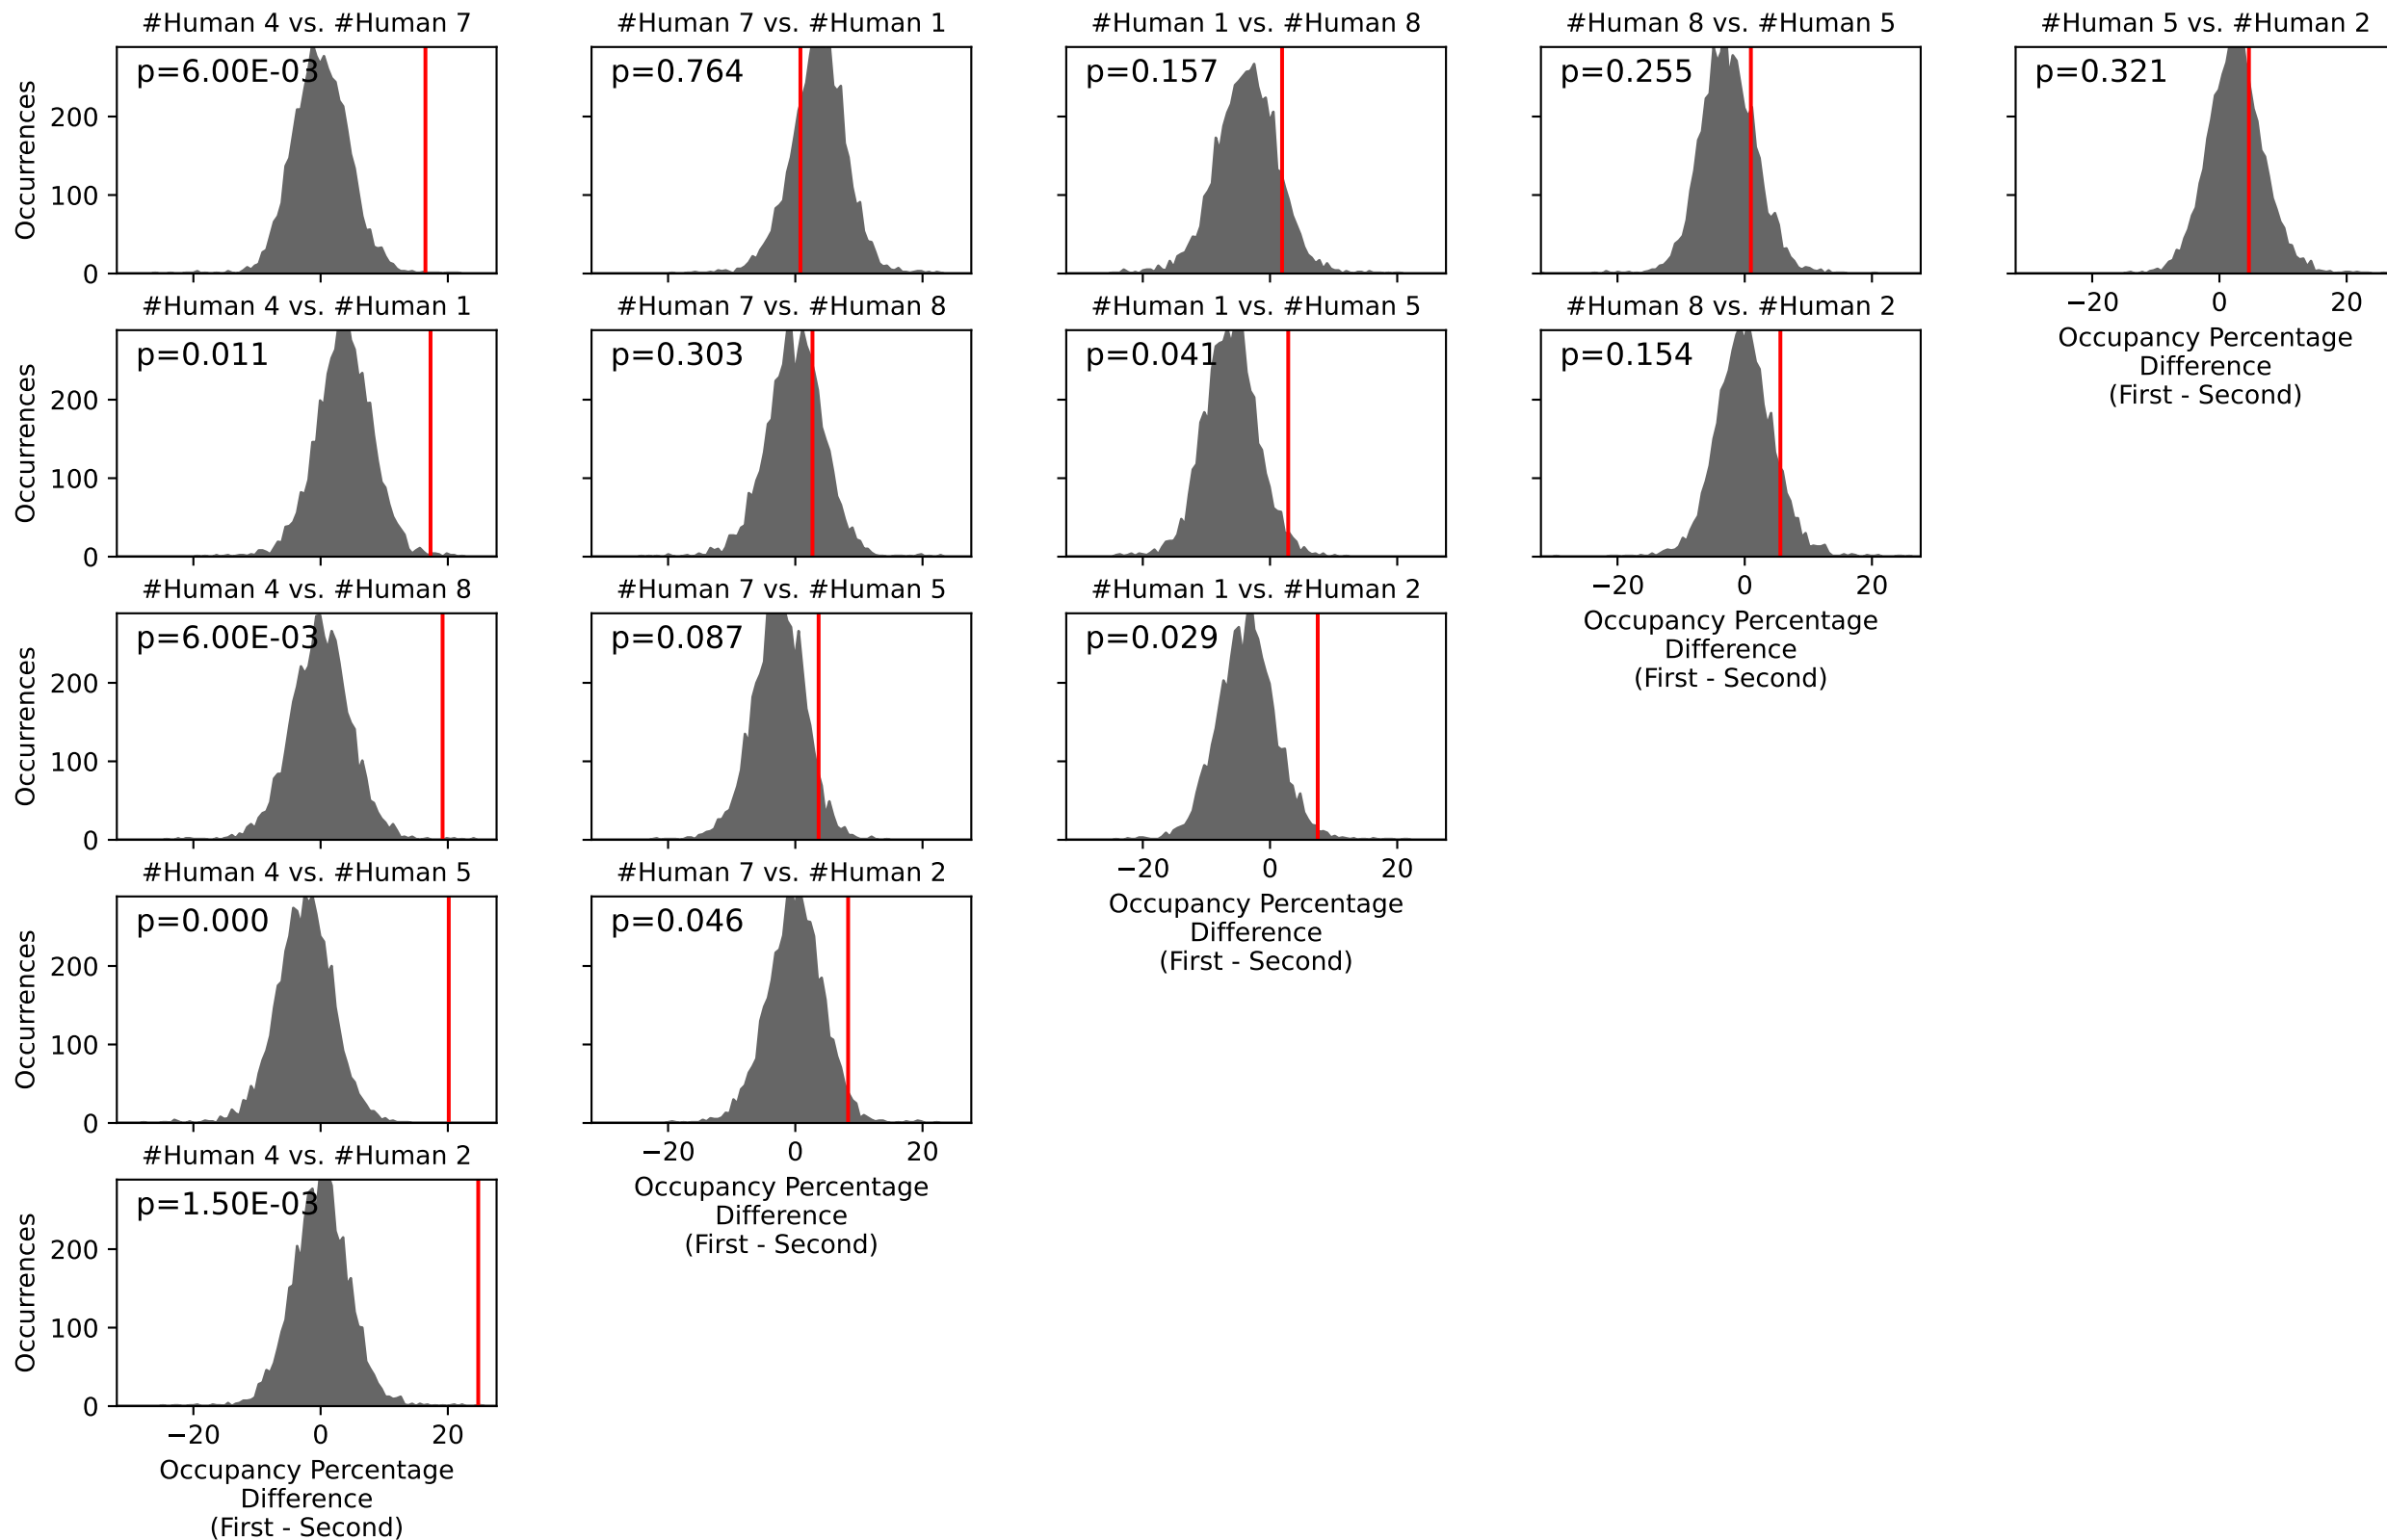 #Human 4 vs. #Human 7
#Human 7 vs. #Human 1
#Human 1 vs. #Human 8
#Human 8 vs. #Human 5
#Human 5 vs. #Human 2
p=6.00E-03
p=0.764
p=0.157
p=0.255
p=0.321
Occurrences
200
100
0
−20
0
20
Occupancy Percentage
Difference
(First - Second)
#Human 4 vs. #Human 1
#Human 7 vs. #Human 8
#Human 1 vs. #Human 5
#Human 8 vs. #Human 2
p=0.011
p=0.303
p=0.041
p=0.154
Occurrences
200
100
0
−20
0
20
Occupancy Percentage
Difference
(First - Second)
#Human 4 vs. #Human 8
#Human 7 vs. #Human 5
#Human 1 vs. #Human 2
p=6.00E-03
p=0.087
p=0.029
Occurrences
200
100
0
−20
0
20
Occupancy Percentage
Difference
(First - Second)
#Human 4 vs. #Human 5
#Human 7 vs. #Human 2
p=0.000
p=0.046
Occurrences
200
100
0
−20
0
20
Occupancy Percentage
Difference
(First - Second)
#Human 4 vs. #Human 2
p=1.50E-03
Occurrences
200
100
0
−20
0
20
Occupancy Percentage
Difference
(First - Second)